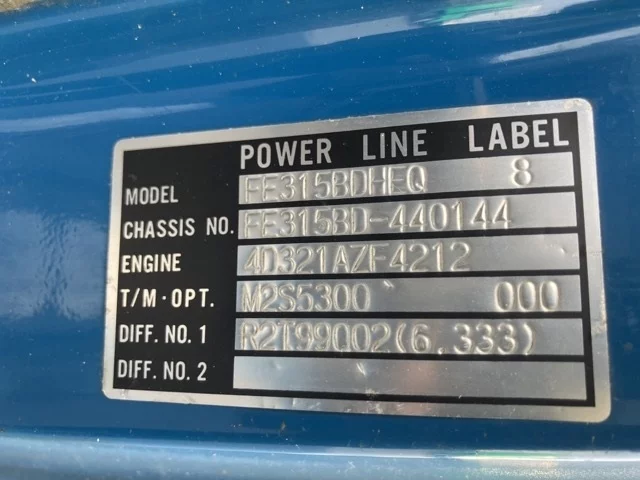 POWER LINE LABEL
MODEL FE315BDHEQ 8
CHASSIS NO. FE315BD-440144
ENGINE 4D321AZF4212
T/M·OPT. M2S5300 000
DIFF. NO. 1 R2T99002(6.333)
DIFF. NO. 2